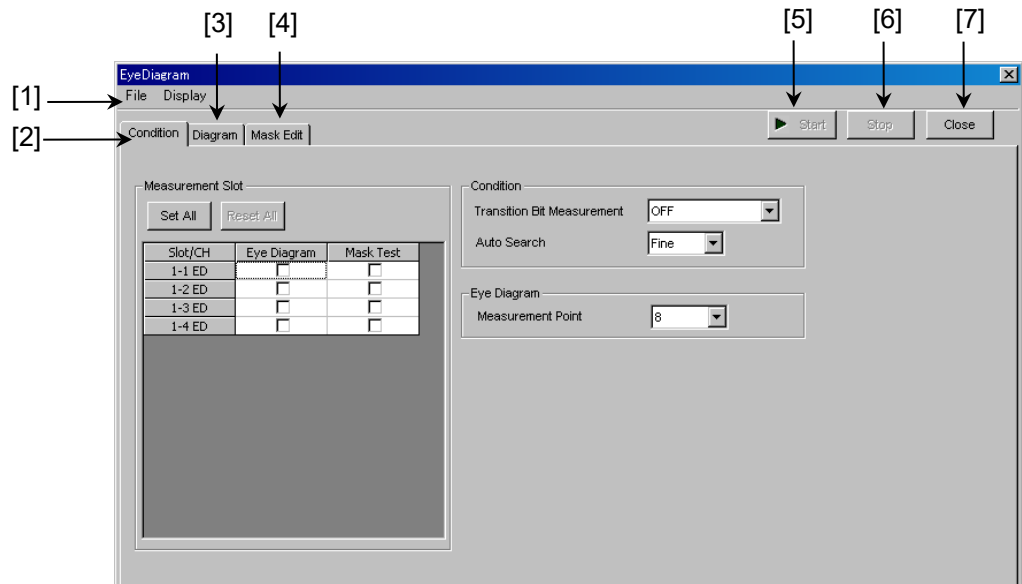 [3] [4] [5] [6] [7]
EyeDiagram
[1] File Display
Start Stop Close
[2] Condition Diagram Mask Edit
Measurement Slot
Set All Reset All
Slot/CH Eye Diagram Mask Test
1-1 ED
1-2 ED
1-3 ED
1-4 ED
Condition
Transition Bit Measurement OFF
Auto Search Fine
Eye Diagram
Measurement Point 8